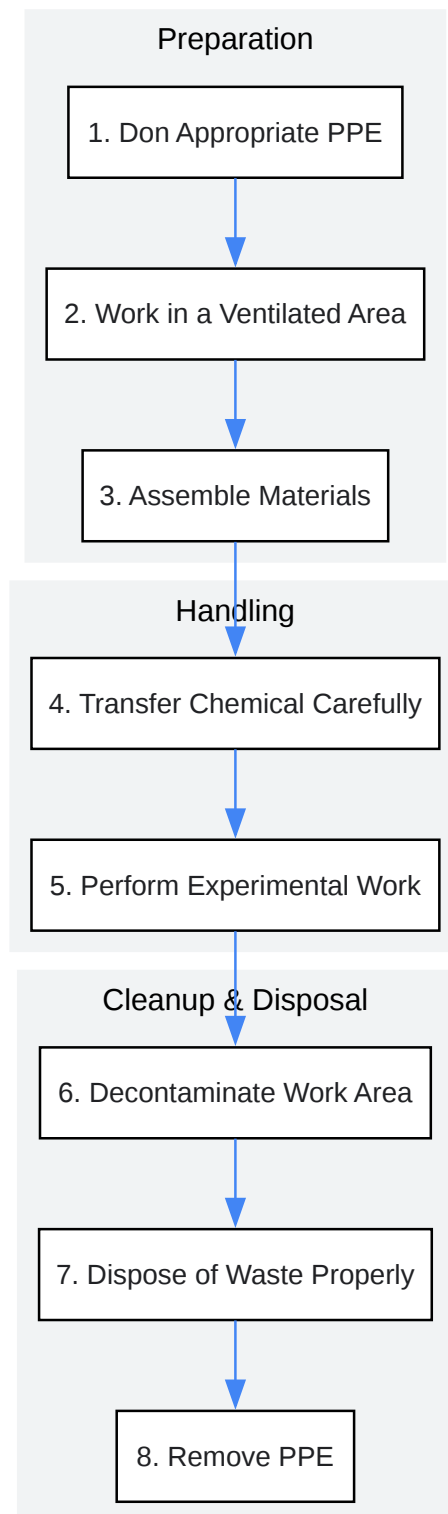 Preparation
1. Don Appropriate PPE
2. Work in a Ventilated Area
3. Assemble Materials
Handling
4. Transfer Chemical Carefully
5. Perform Experimental Work
Cleanup & Disposal
6. Decontaminate Work Area
7. Dispose of Waste Properly
8. Remove PPE